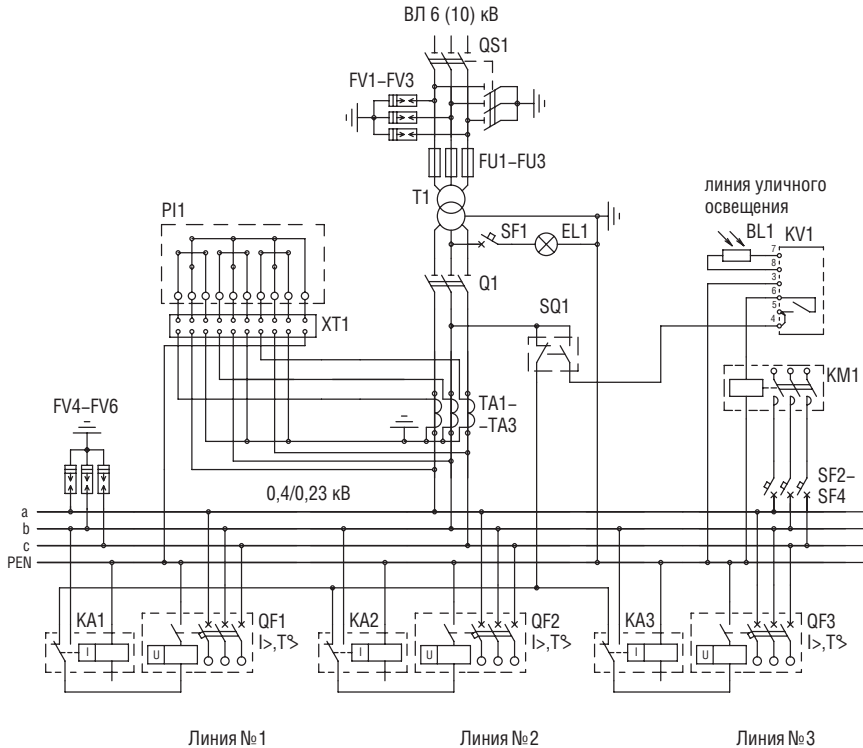 ВЛ 6 (10) кВ
QS1
FV1–FV3
FU1–FU3
T1
линия уличного
освещения
PI1
SF1
EL1
BL1
KV1
7
8
3
6
5
4
Q1
SQ1
XT1
KM1
TA1–
–TA3
FV4–FV6
SF2–
SF4
0,4/0,23 кВ
a
b
c
PEN
KA1
I
U
QF1
I>,T°>
KA2
I
U
QF2
I>,T°>
KA3
I
U
QF3
I>,T°>
Линия №1
Линия №2
Линия №3